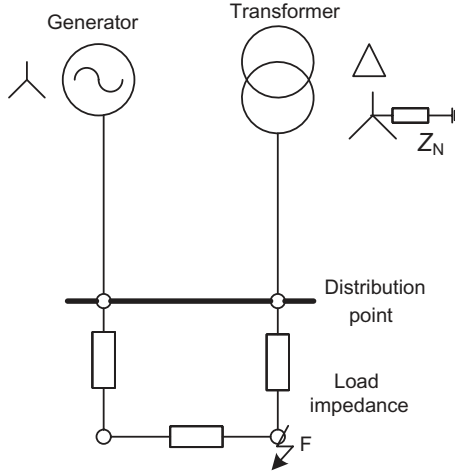 Generator
Transformer
Z_N
Distribution
point
Load
impedance
F